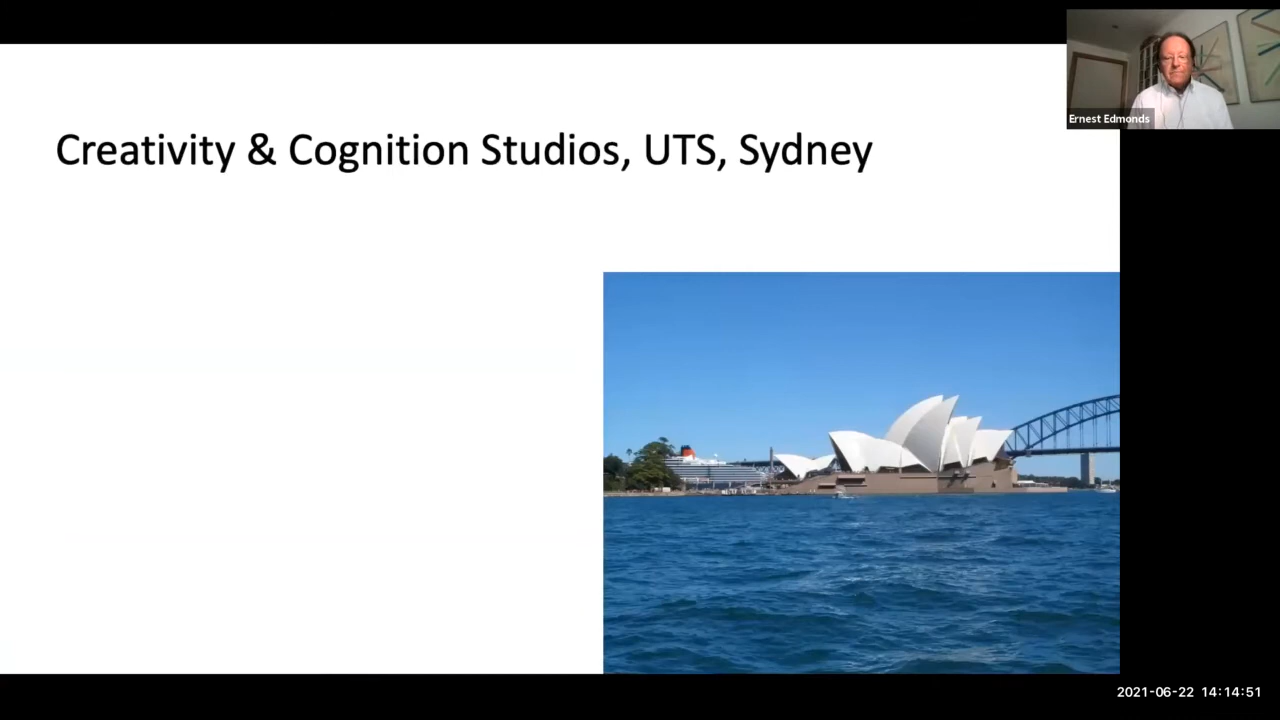 Creativity & Cognition Studios, UTS, Sydney
Ernest Edmonds
2021-06-22 14:14:51